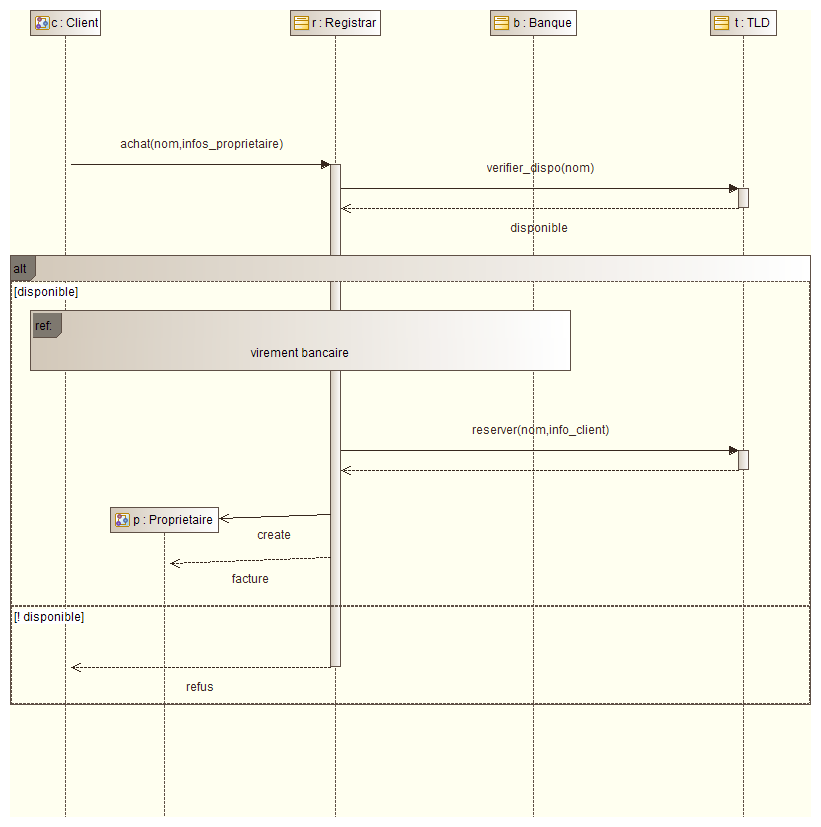 c : Client
r : Registrar
b : Banque
t : TLD
achat(nom,infos_proprietaire)
verifier_dispo(nom)
disponible
alt
[disponible]
ref:
virement bancaire
reserver(nom,info_client)
p : Proprietaire
create
facture
[! disponible]
refus